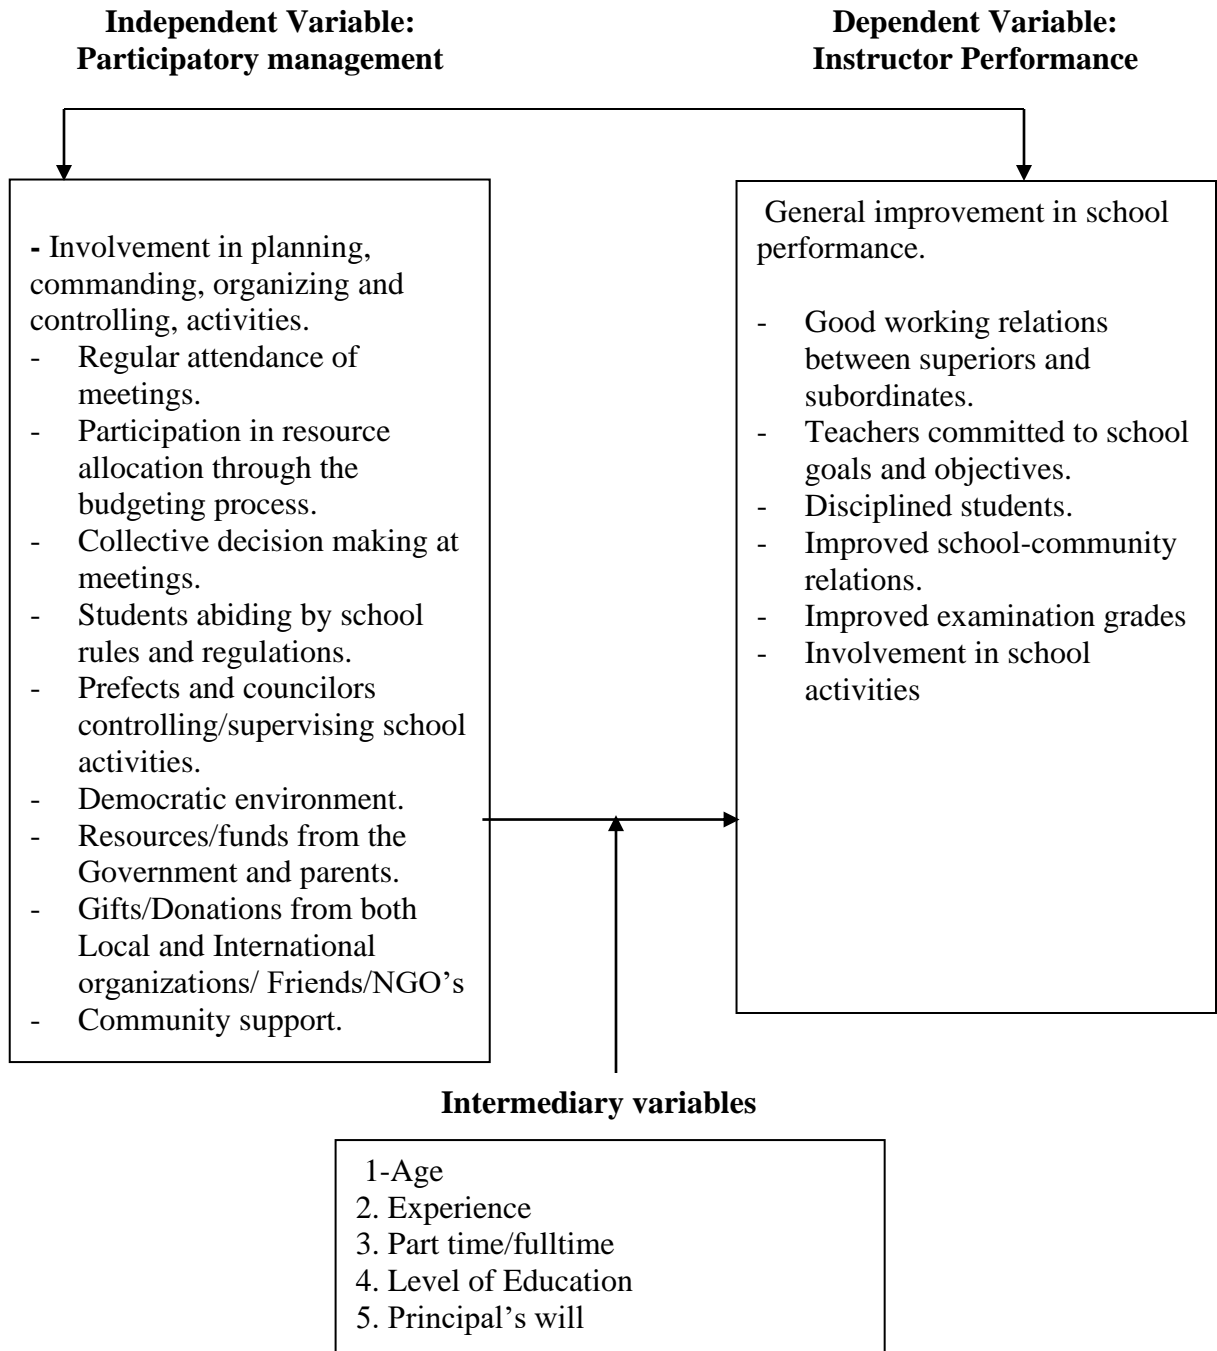 Independent Variable:
Participatory management
Dependent Variable:
Instructor Performance
- Involvement in planning,
commanding, organizing and
controlling, activities.
- Regular attendance of
meetings.
- Participation in resource
allocation through the
budgeting process.
- Collective decision making at
meetings.
- Students abiding by school
rules and regulations.
- Prefects and councilors
controlling/supervising school
activities.
- Democratic environment.
- Resources/funds from the
Government and parents.
- Gifts/Donations from both
Local and International
organizations/ Friends/NGO’s
- Community support.
General improvement in school
performance.
- Good working relations
between superiors and
subordinates.
- Teachers committed to school
goals and objectives.
- Disciplined students.
- Improved school-community
relations.
- Improved examination grades
- Involvement in school
activities
Intermediary variables
1-Age
2. Experience
3. Part time/fulltime
4. Level of Education
5. Principal’s will